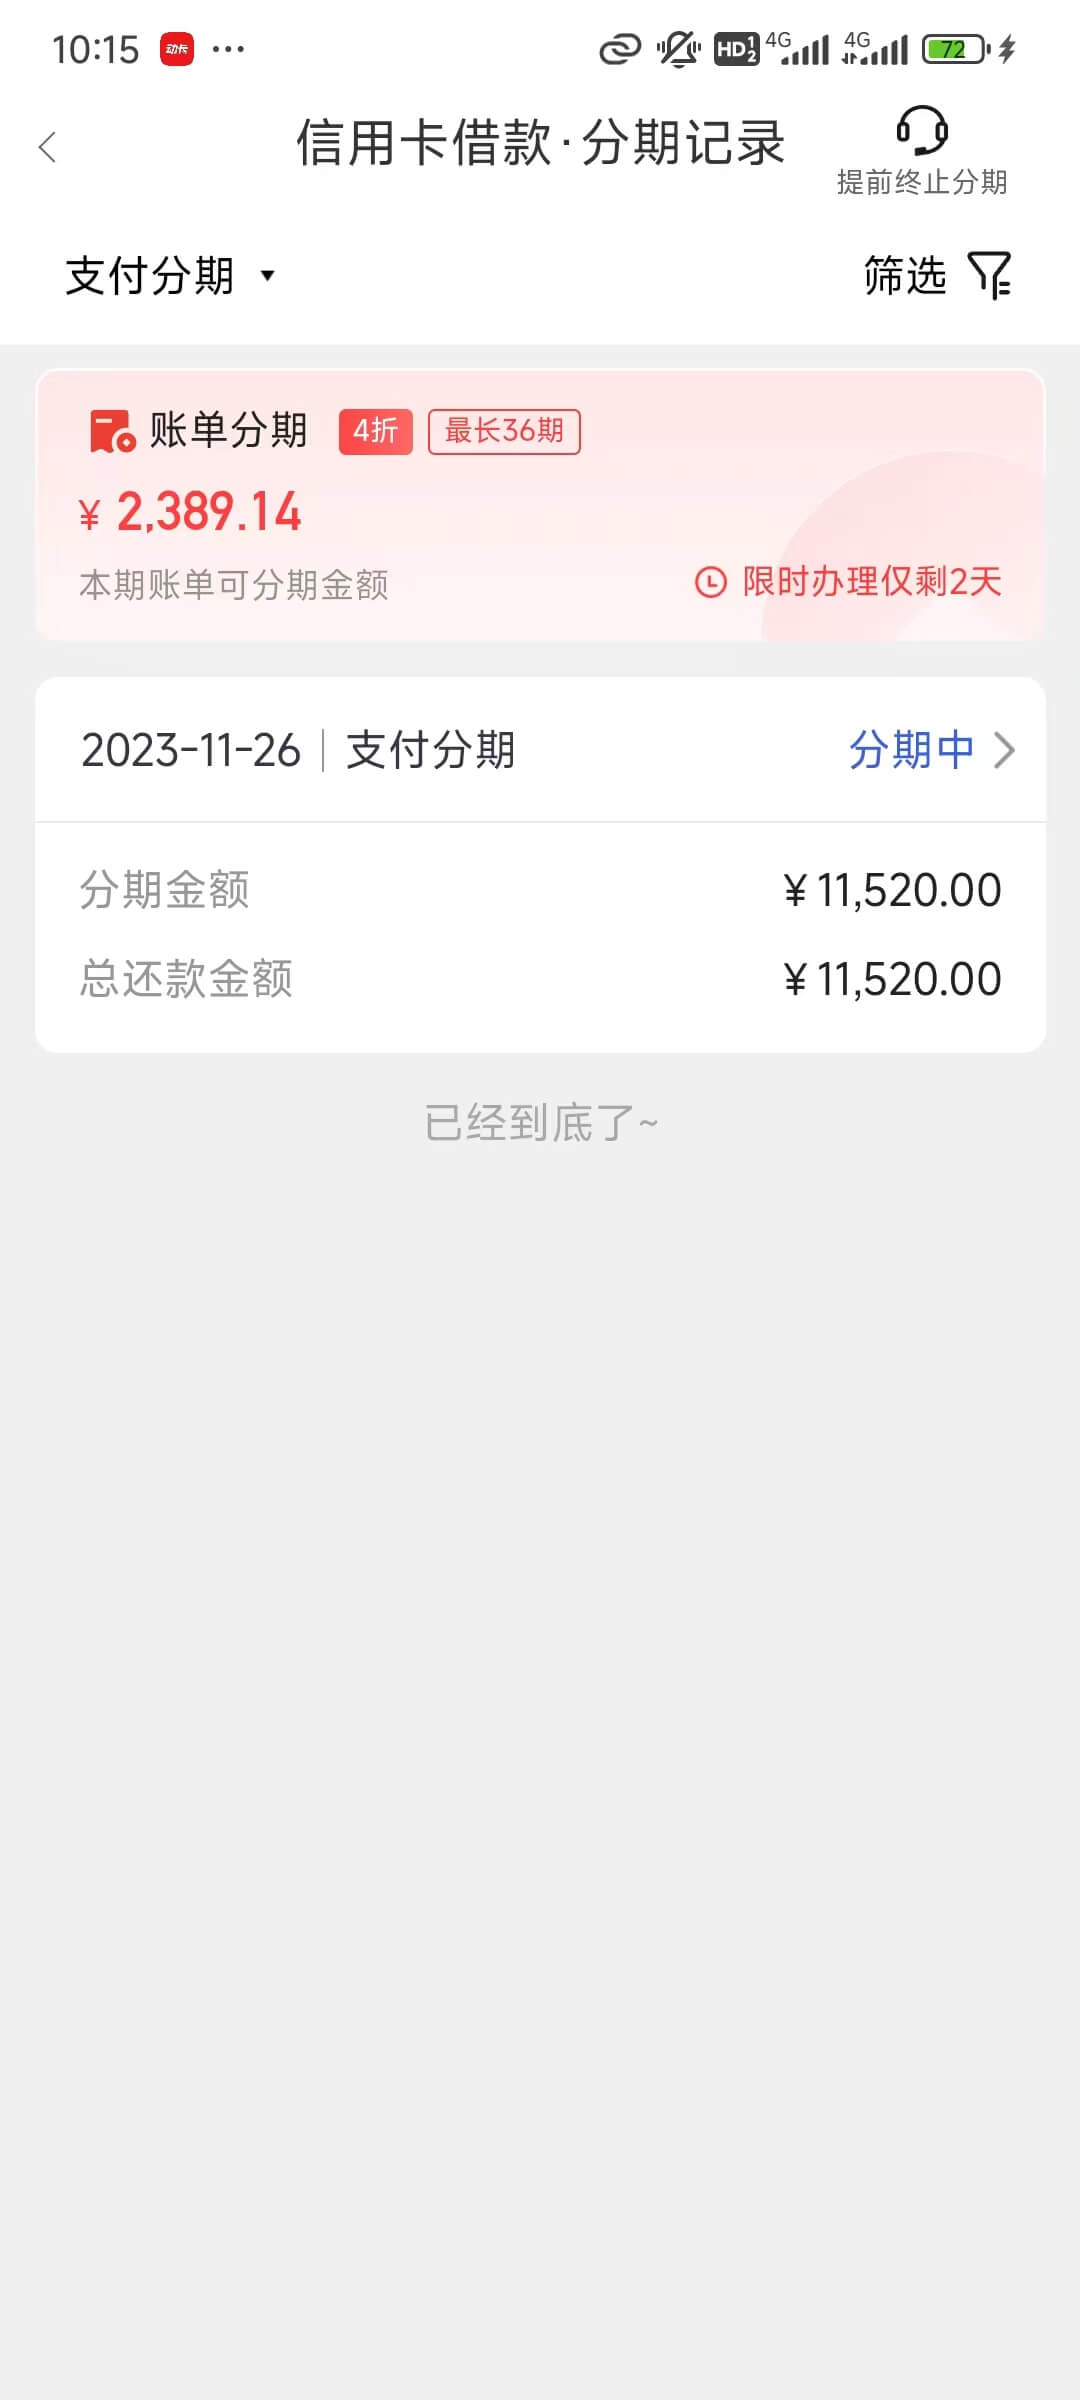 10:15 动卡 ··· HD 1 2 4G 4G 72
信用卡借款·分期记录
提前终止分期
支付分期
筛选
账单分期 4折 最长36期
¥ 2,389.14
本期账单可分期金额 限时办理仅剩2天
2023-11-26 支付分期 分期中
分期金额 ¥ 11,520.00
总还款金额 ¥ 11,520.00
已经到底了~